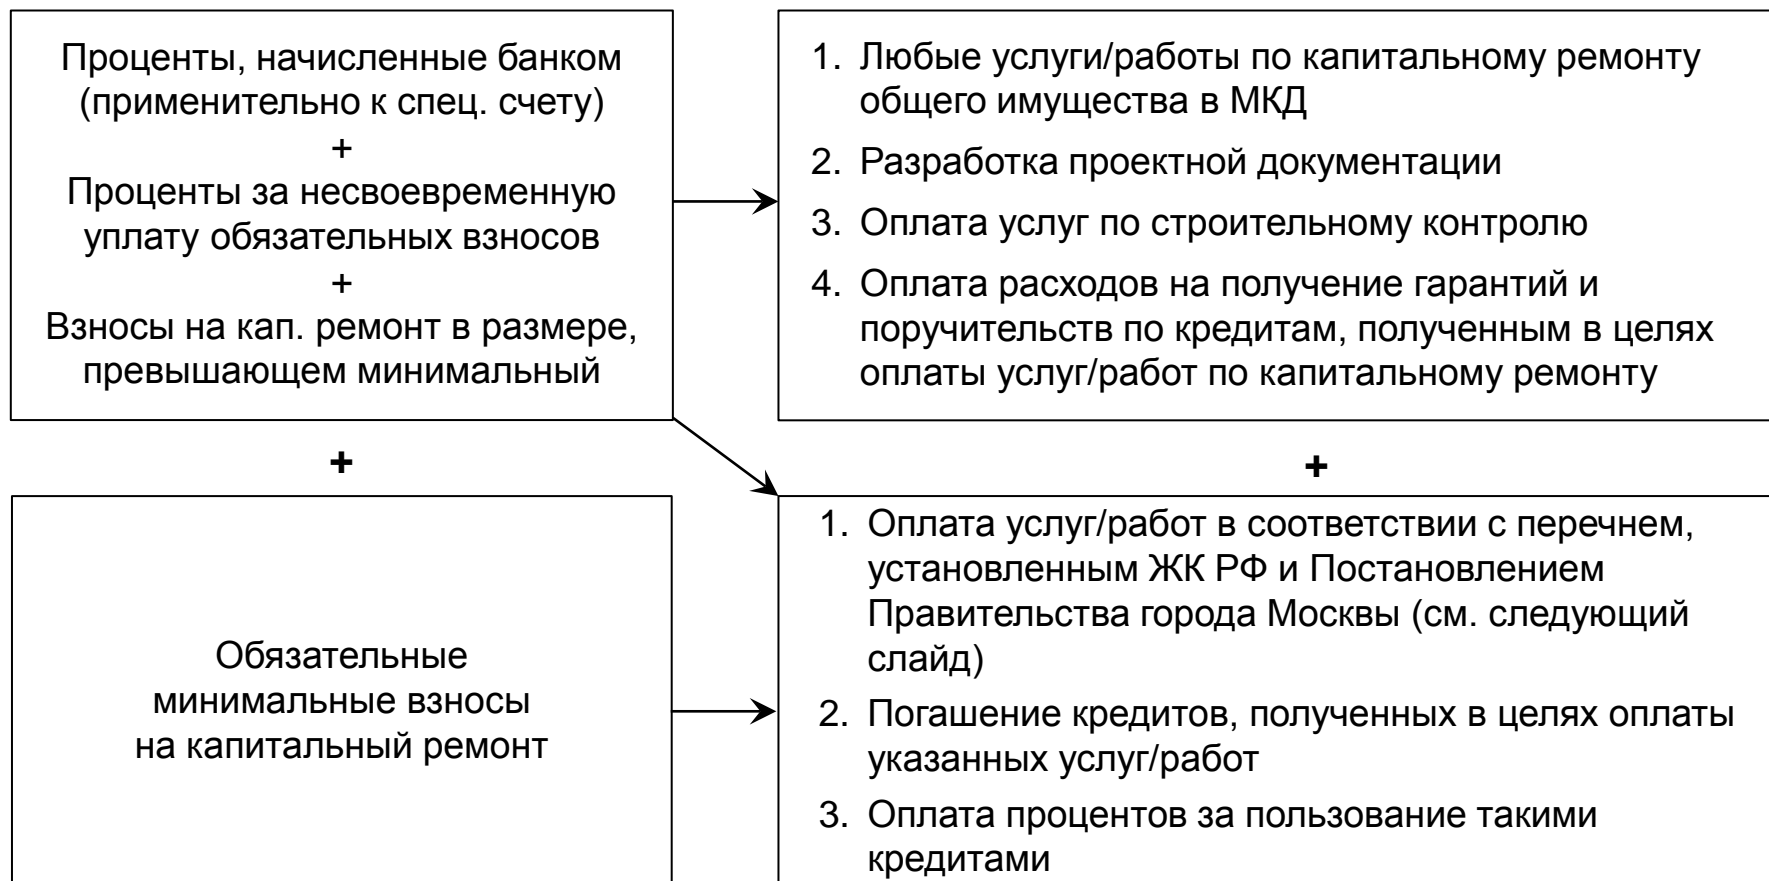 Проценты, начисленные банком
(применительно к спец. счету)
+
Проценты за несвоевременную
уплату обязательных взносов
+
Взносы на кап. ремонт в размере,
превышающем минимальный
1. Любые услуги/работы по капитальному ремонту
общего имущества в МКД
2. Разработка проектной документации
3. Оплата услуг по строительному контролю
4. Оплата расходов на получение гарантий и
поручительств по кредитам, полученным в целях
оплаты услуг/работ по капитальному ремонту
+
+
Обязательные
минимальные взносы
на капитальный ремонт
1. Оплата услуг/работ в соответствии с перечнем,
установленным ЖК РФ и Постановлением
Правительства города Москвы (см. следующий
слайд)
2. Погашение кредитов, полученных в целях оплаты
указанных услуг/работ
3. Оплата процентов за пользование такими
кредитами